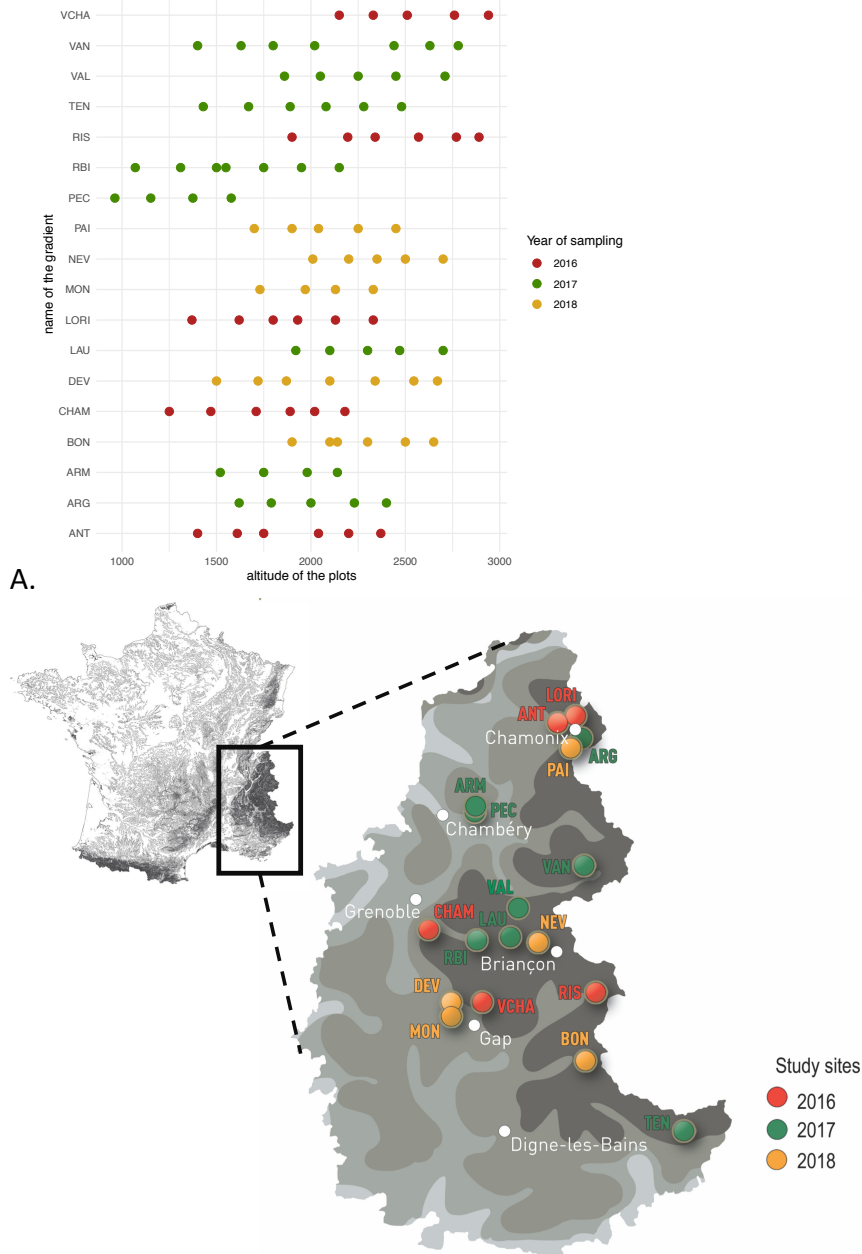 VCHA
VAN
VAL
TEN
RIS
RBI
PEC
PAI
NEV
MON
LORI
LAU
DEV
CHAM
BON
ARM
ARG
ANT
name of the gradient
1000 1500 2000 2500 3000
altitude of the plots
Year of sampling
2016
2017
2018
A.
LORI
ANT
Chamonix
ARG
PAI
ARM
PEC
Chambéry
VAN
VAL
Grenoble
CHAM
LAU
NEV
RBI
Briançon
DEV
RIS
VCHA
MON
Gap
BON
Study sites
2016
TEN
2017
Digne-les-Bains
2018